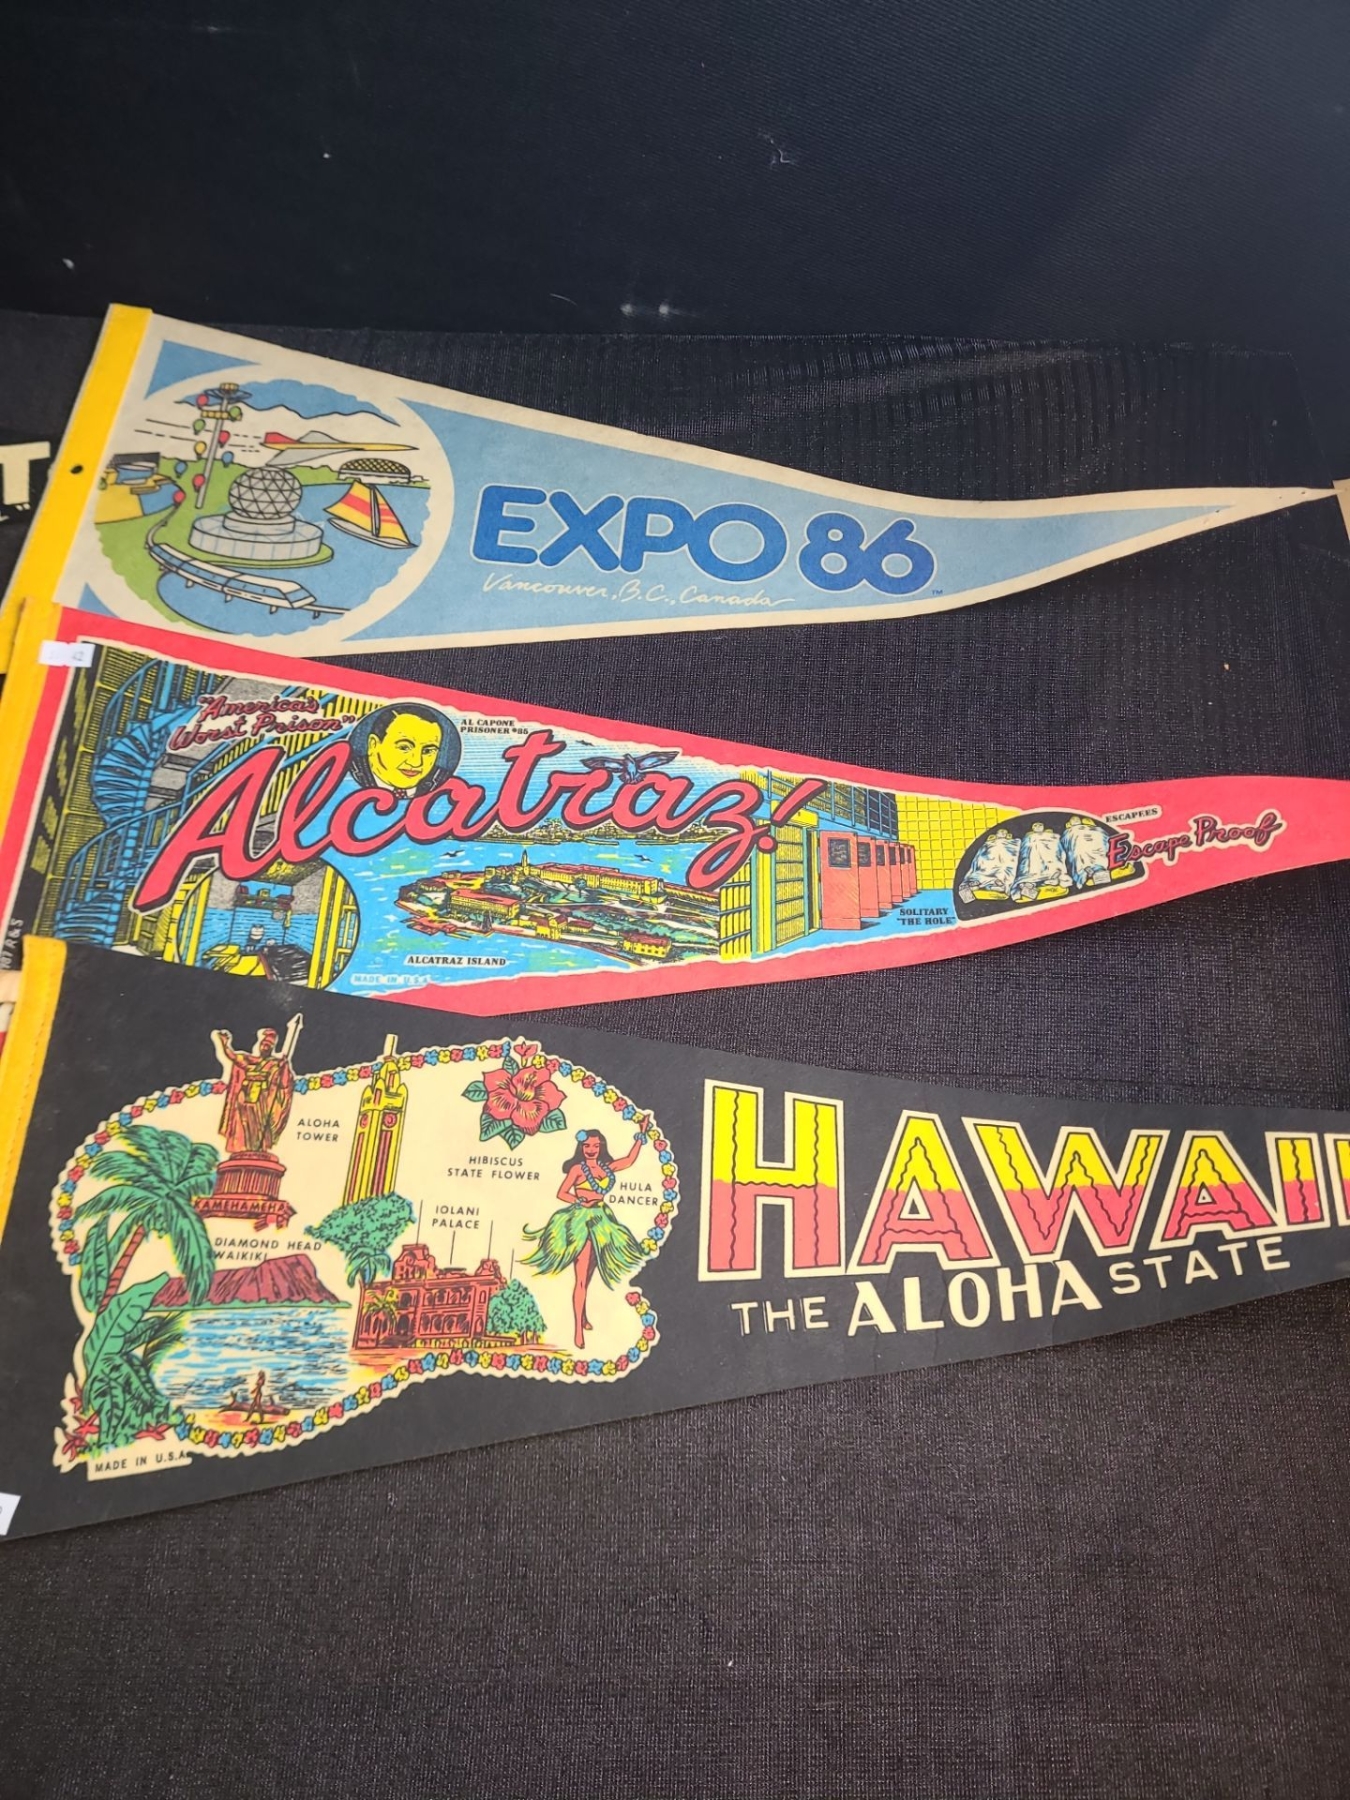 T
EXPO 86
Vancouver, B.C., Canada
TM
42
"America's
Worst Prison"
AL CAPONE
PRISONER #85
Alcatraz!
ESCAPEES
Escape Proof
SOLITARY
"THE HOLE"
ALCATRAZ ISLAND
MADE IN U.S.A.
ALOHA
TOWER
HIBISCUS
STATE FLOWER
HULA
DANCER
KAMEHAMEHA
IOLANI
PALACE
DIAMOND HEAD
WAIKIKI
HAWAII
THE ALOHA STATE
MADE IN U.S.A.